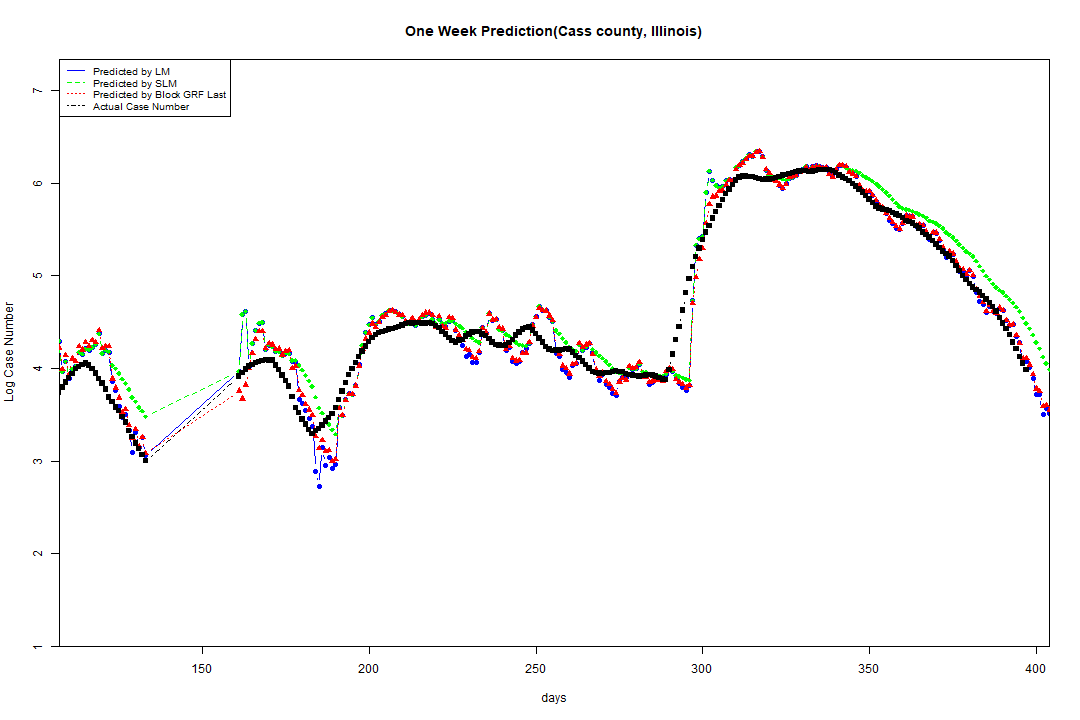 One Week Prediction(Cass county, Illinois)
Predicted by LM
Predicted by SLM
Predicted by Block GRF Last
Actual Case Number
7
6
5
4
3
2
1
Log Case Number
150 200 250 300 350 400
days